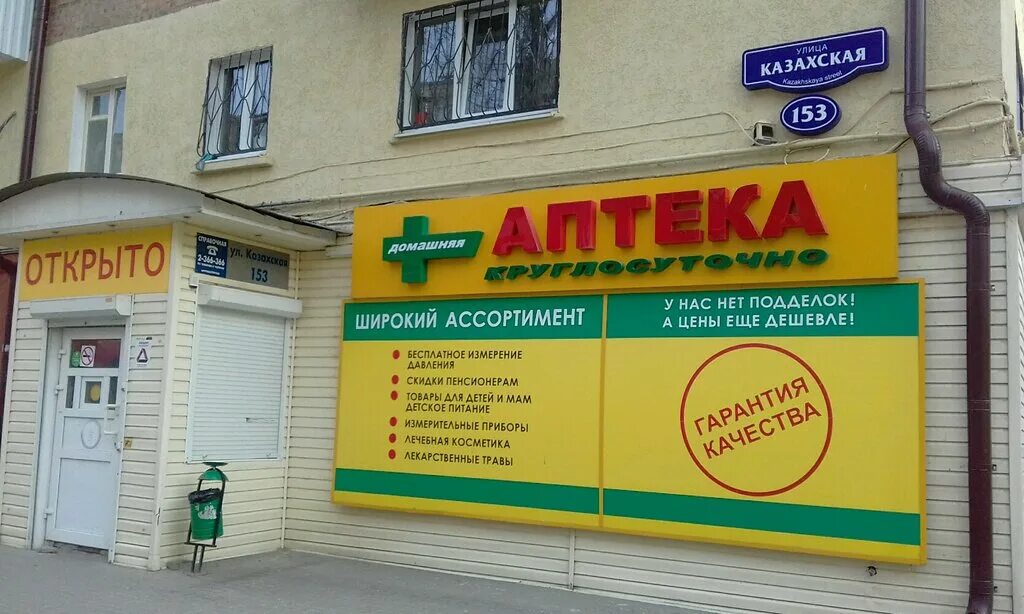 УЛИЦА
КАЗАХСКАЯ
Kazakhskaya street
153
АПТЕКА
ДОМАШНЯЯ
КРУГЛОСУТОЧНО
ОТКРЫТО
СПРАВОЧНАЯ
2-366-366
ул. Казахская
153
ШИРОКИЙ АССОРТИМЕНТ
БЕСПЛАТНОЕ ИЗМЕРЕНИЕ
ДАВЛЕНИЯ
СКИДКИ ПЕНСИОНЕРАМ
ТОВАРЫ ДЛЯ ДЕТЕЙ И МАМ
ДЕТСКОЕ ПИТАНИЕ
ИЗМЕРИТЕЛЬНЫЕ ПРИБОРЫ
ЛЕЧЕБНАЯ КОСМЕТИКА
ЛЕКАРСТВЕННЫЕ ТРАВЫ
У НАС НЕТ ПОДДЕЛОК!
А ЦЕНЫ ЕЩЕ ДЕШЕВЛЕ!
ГАРАНТИЯ
КАЧЕСТВА